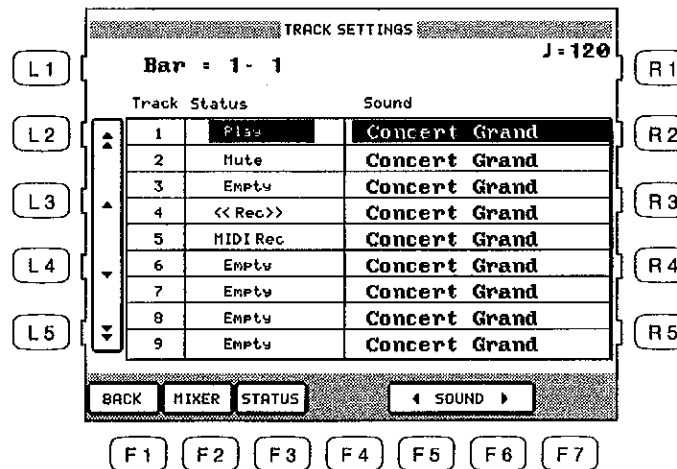 TRACK SETTINGS
Bar = 1- 1
♩=120
Track Status Sound
1 Play Concert Grand
2 Mute Concert Grand
3 Empty Concert Grand
4 <<Rec>> Concert Grand
5 MIDI Rec Concert Grand
6 Empty Concert Grand
7 Empty Concert Grand
8 Empty Concert Grand
9 Empty Concert Grand
BACK MIXER STATUS ◀ SOUND ▶
L1
L2
L3
L4
L5
R1
R2
R3
R4
R5
F1 F2 F3 F4 F5 F6 F7